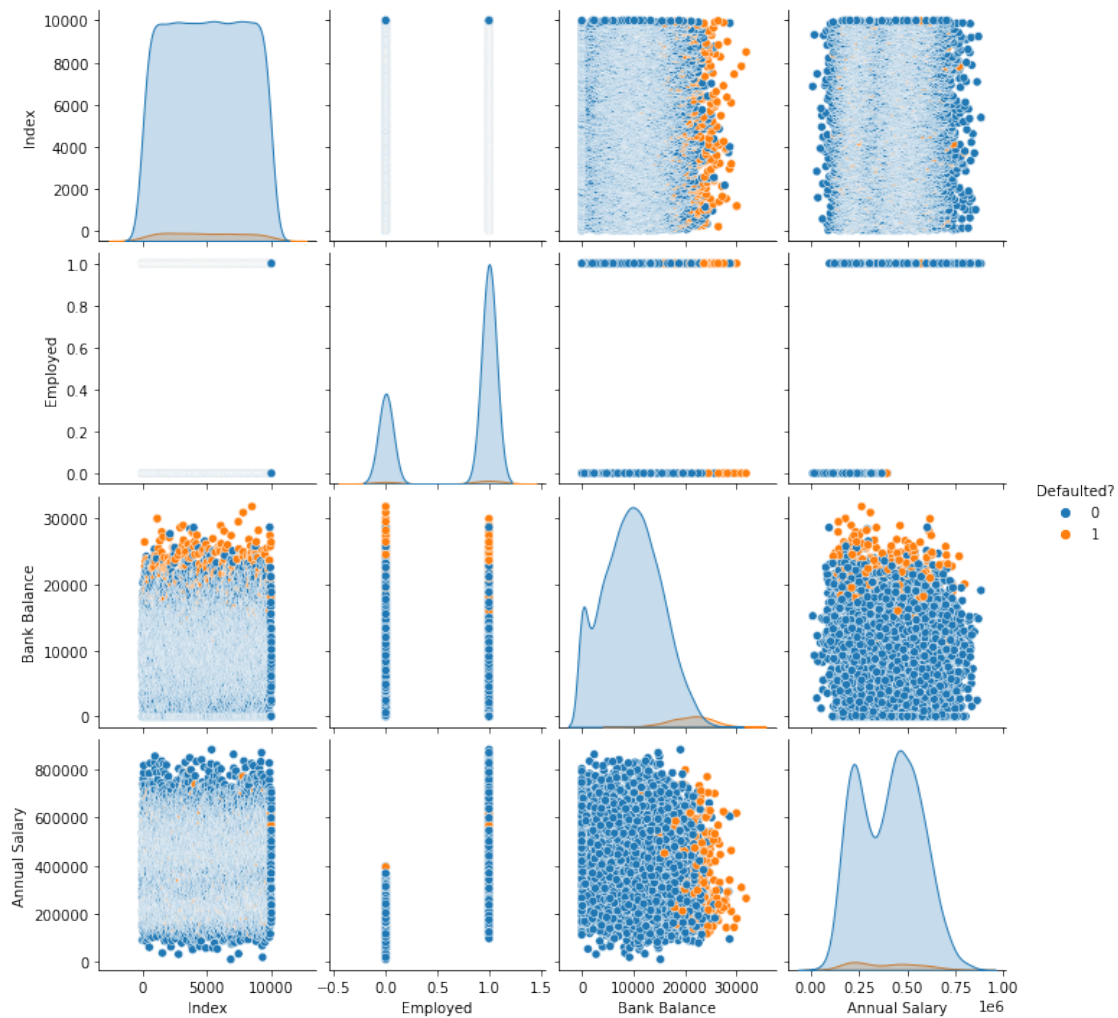 10000
8000
6000
4000
2000
0
Index
1.0
0.8
0.6
0.4
0.2
0.0
Employed
Defaulted?
0
1
30000
20000
10000
0
Bank Balance
800000
600000
400000
200000
0
Annual Salary
0 5000 10000
Index
−0.5 0.0 0.5 1.0 1.5
Employed
0 10000 20000 30000
Bank Balance
0.00 0.25 0.50 0.75 1.00
1e6
Annual Salary